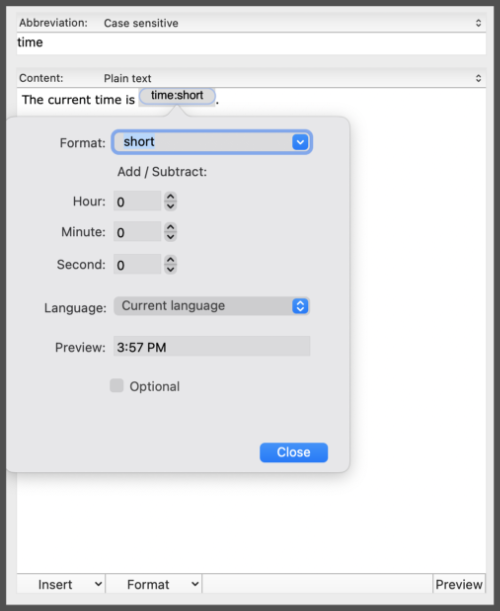 Abbreviation: Case sensitive
time
Content: Plain text
The current time is time:short.
Format: short
Add / Subtract:
Hour: 0
Minute: 0
Second: 0
Language: Current language
Preview: 3:57 PM
Optional
Close
Insert Format Preview